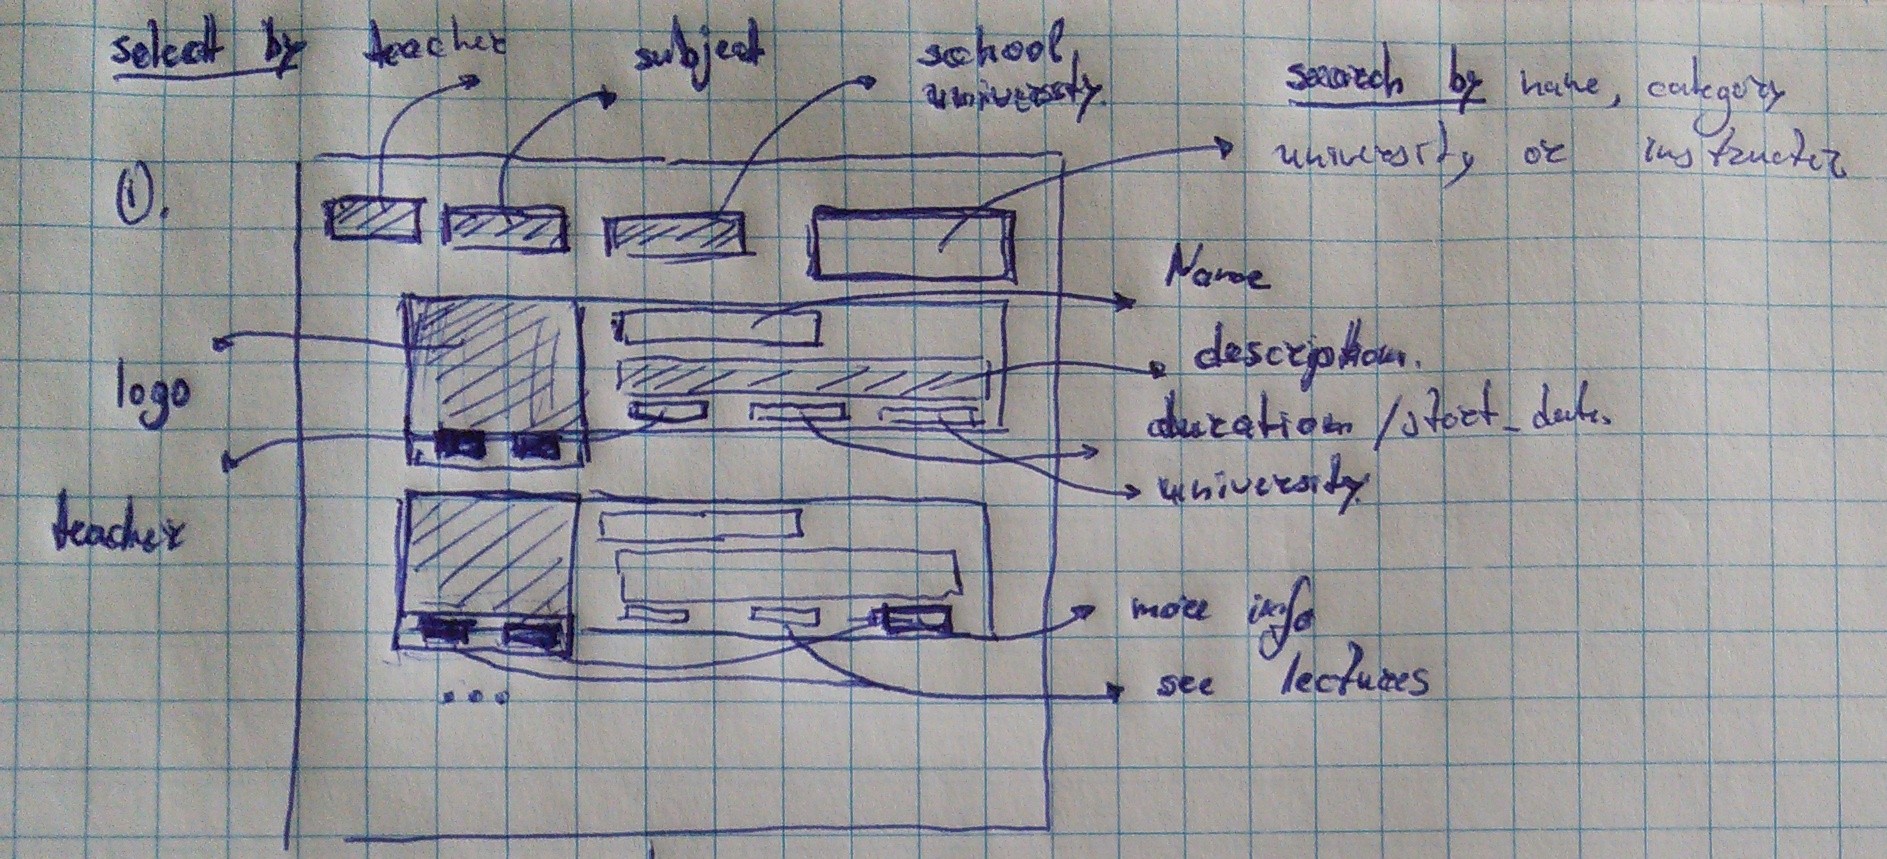 select by teacher subject school,
university.
search by name, category
university or instructor
1.
Name
description.
logo
duration / start_date.
university.
teacher
more info
see lectures
...